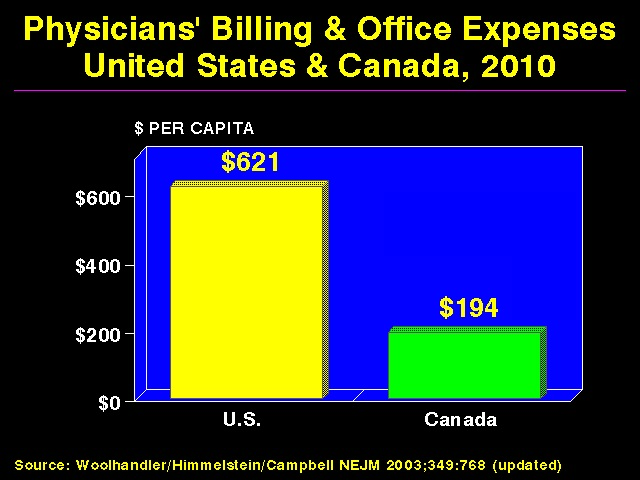 Physicians' Billing & Office Expenses
United States & Canada, 2010
$ PER CAPITA
$621
$600
$400
$194
$200
$0
U.S.
Canada
Source: Woolhandler/Himmelstein/Campbell NEJM 2003;349:768 (updated)